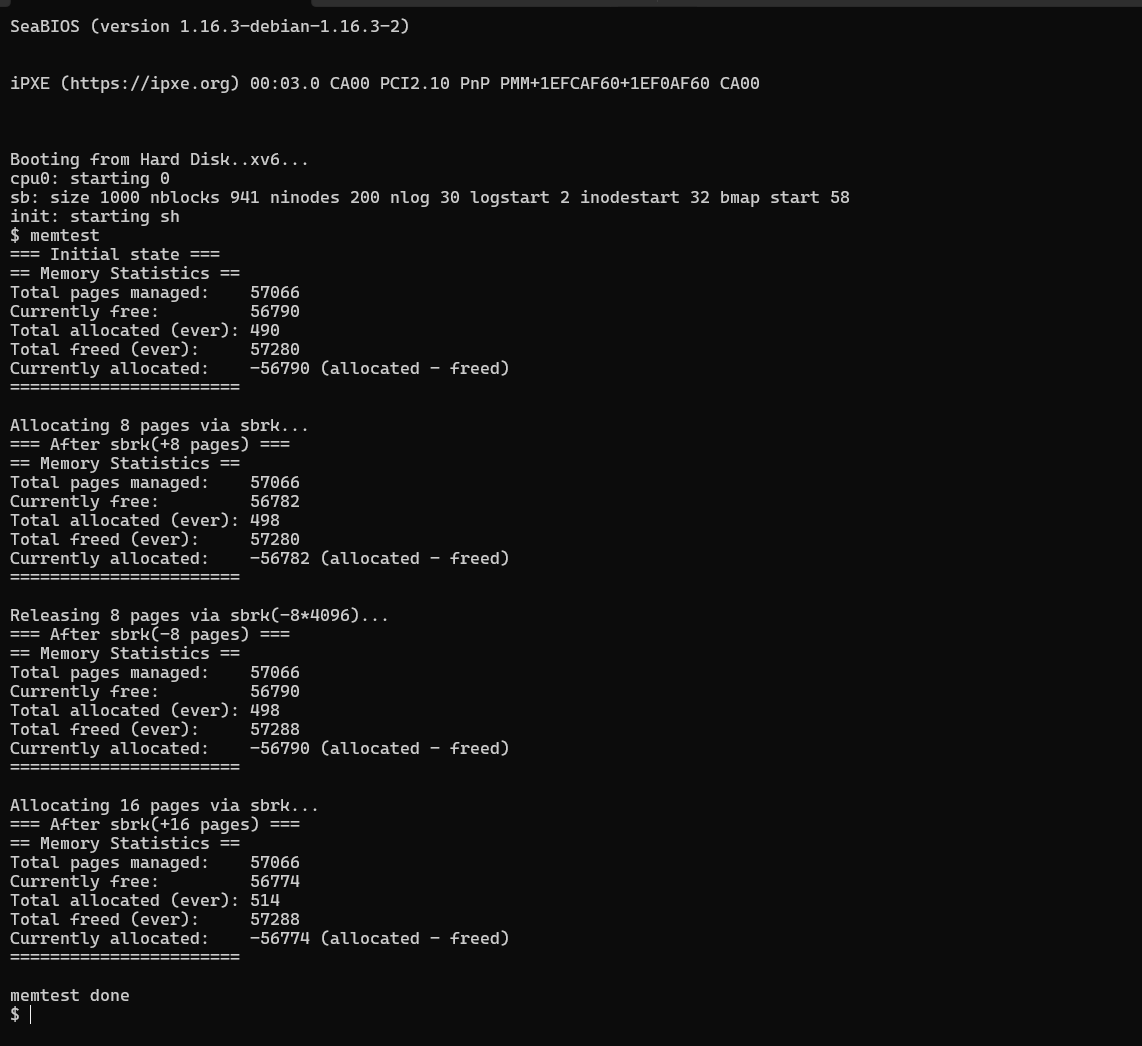 SeaBIOS (version 1.16.3-debian-1.16.3-2)
iPXE (https://ipxe.org) 00:03.0 CA00 PCI2.10 PnP PMM+1EFCAF60+1EF0AF60 CA00
Booting from Hard Disk..xv6...
cpu0: starting 0
sb: size 1000 nblocks 941 ninodes 200 nlog 30 logstart 2 inodestart 32 bmap start 58
init: starting sh
$ memtest
=== Initial state ===
== Memory Statistics ==
Total pages managed:    57066
Currently free:         56790
Total allocated (ever): 490
Total freed (ever):     57280
Currently allocated:    -56790 (allocated - freed)
=======================
Allocating 8 pages via sbrk...
=== After sbrk(+8 pages) ===
== Memory Statistics ==
Total pages managed:    57066
Currently free:         56782
Total allocated (ever): 498
Total freed (ever):     57280
Currently allocated:    -56782 (allocated - freed)
=======================
Releasing 8 pages via sbrk(-8*4096)...
=== After sbrk(-8 pages) ===
== Memory Statistics ==
Total pages managed:    57066
Currently free:         56790
Total allocated (ever): 498
Total freed (ever):     57288
Currently allocated:    -56790 (allocated - freed)
=======================
Allocating 16 pages via sbrk...
=== After sbrk(+16 pages) ===
== Memory Statistics ==
Total pages managed:    57066
Currently free:         56774
Total allocated (ever): 514
Total freed (ever):     57288
Currently allocated:    -56774 (allocated - freed)
=======================
memtest done
$